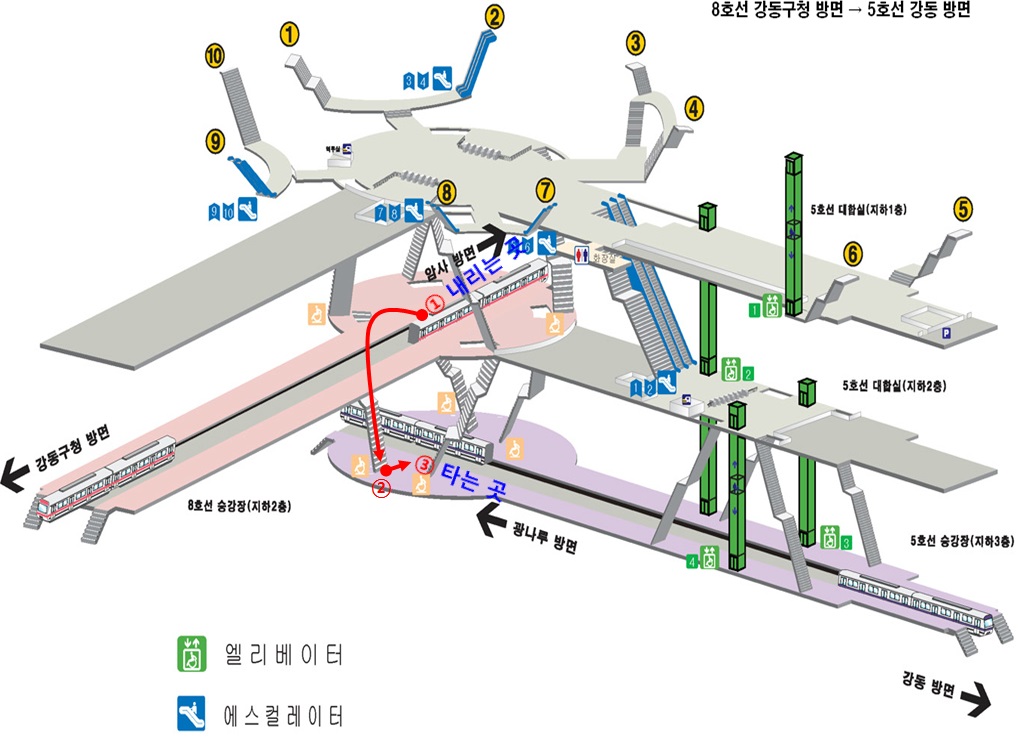 8호선 강동구청 방면 → 5호선 강동 방면
1
2
3
4
10
9
3 4
역무실
8
7
9 10
7 8
5호선 대합실(지하1층)
5
6
암사 방면
① 내리는 곳
6
화장실
1
P
2
1 2
5호선 대합실(지하2층)
강동구청 방면
8호선 승강장(지하2층)
②
③ 타는 곳
광나루 방면
3
4
5호선 승강장(지하3층)
엘리베이터
강동 방면
에스컬레이터